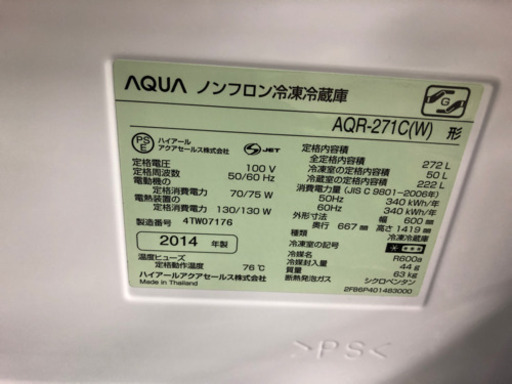 AQUA ノンフロン冷凍冷蔵庫
G
AQR-271C(W) 形
PS
E
ハイアール
アクアセールス株式会社
S JET
定格電圧 100 V
定格周波数 50/60 Hz
電動機の
定格消費電力 70/75 W
電熱装置の
定格消費電力 130/130 W
製造番号 4TW07176
2014 年製
温度ヒューズ
定格動作温度 76℃
ハイアールアクアセールス株式会社
Made in Thailand
定格内容積
全定格内容積 272 L
冷凍室の定格内容積 50 L
冷蔵室の定格内容積 222 L
消費電力量 (JIS C 9801-2006年)
50Hz 340 kWh/年
60Hz 340 kWh/年
外形寸法 幅 600 mm
奥行 667 mm 高さ 1419 mm
種類 冷凍冷蔵庫
冷凍室の記号
冷媒名 R600a
冷媒封入量 44 g
質量 63 kg
断熱発泡ガス シクロペンタン
2FB6P401483000
>PS<